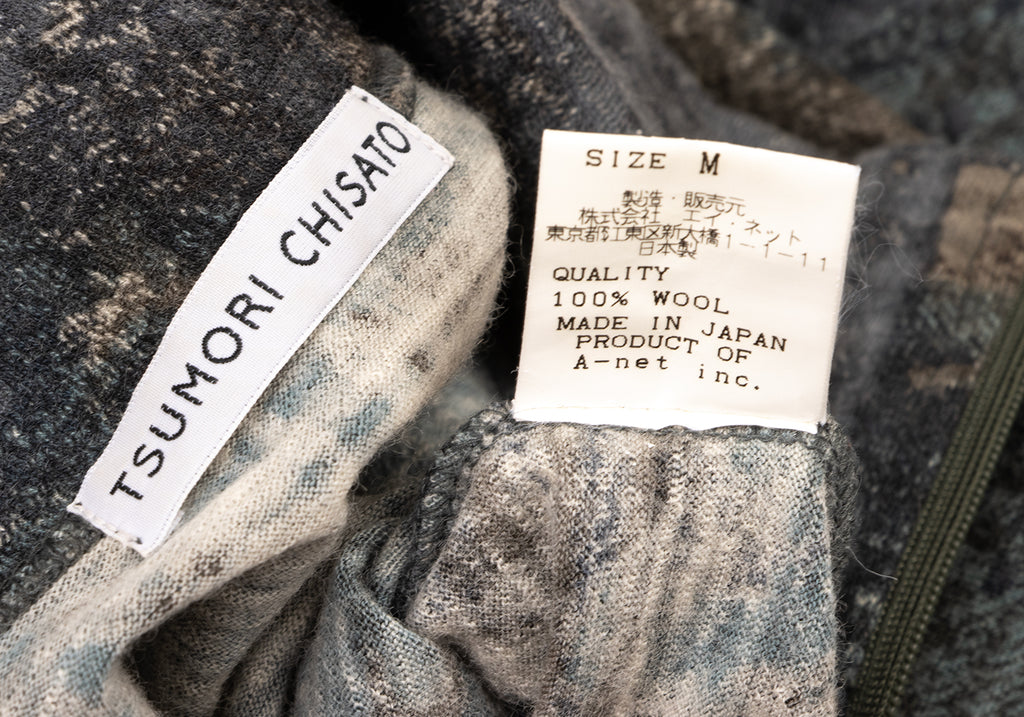 TSUMORI CHISATO
SIZE M
製造・販売元
株式会社 エイ・ネット
東京都江東区新大橋1-1-11
日本製
QUALITY
100% WOOL
MADE IN JAPAN
PRODUCT OF
A-net inc.